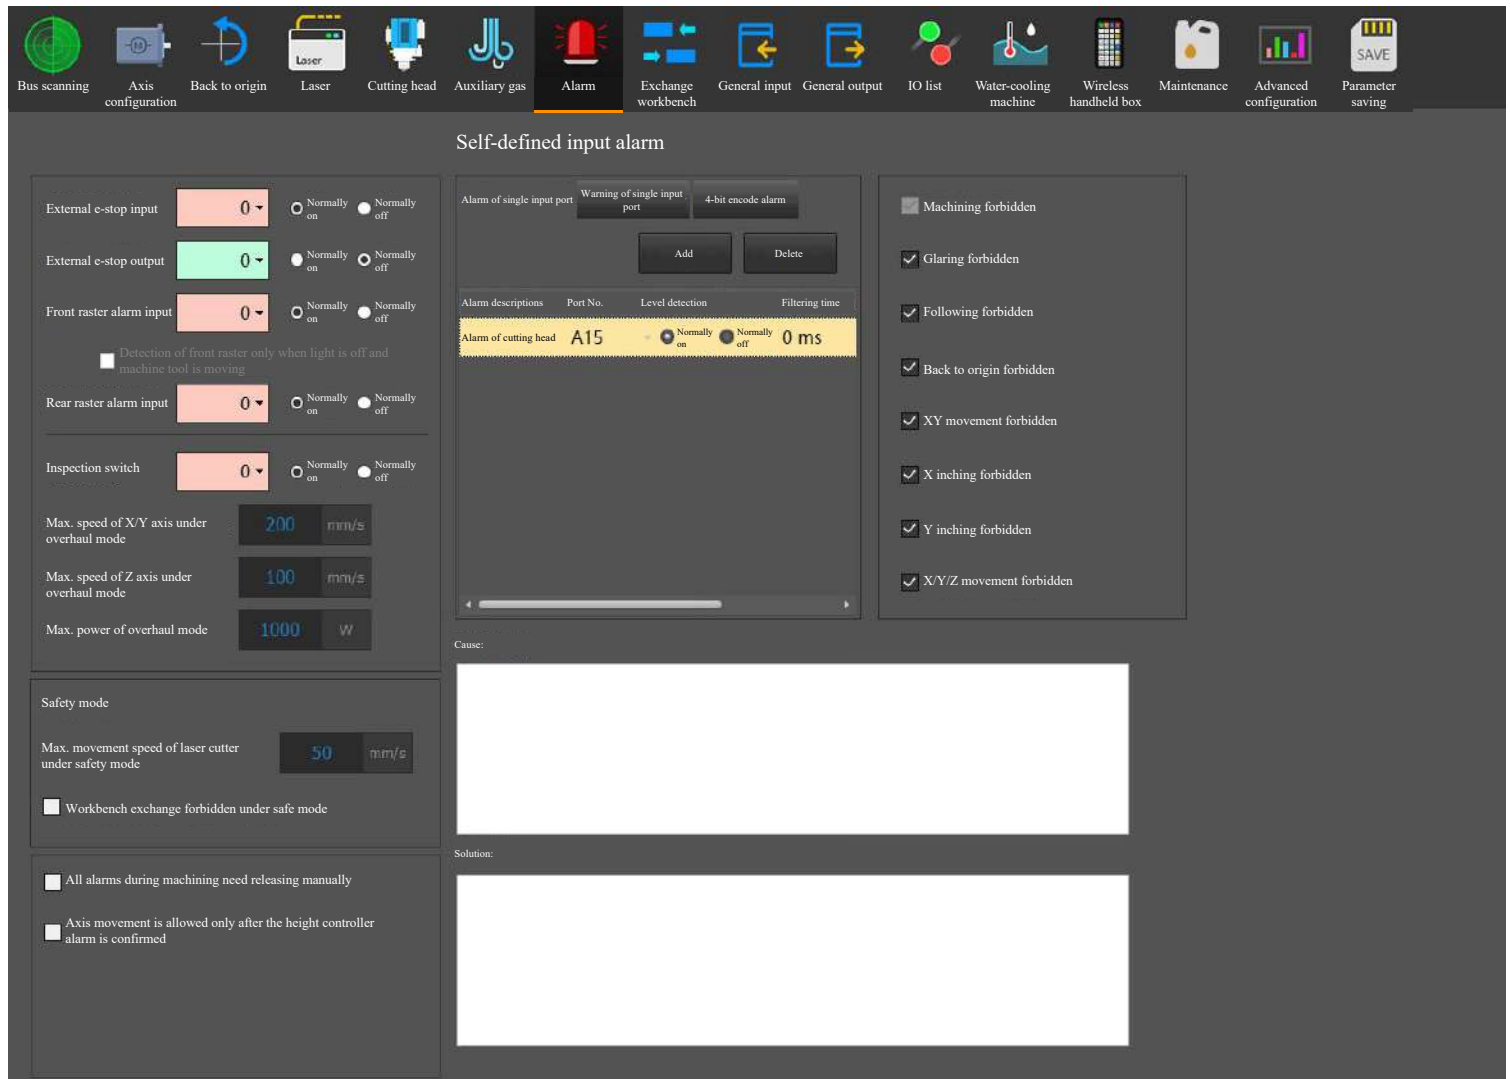 Laser
SAVE
Bus scanning
Axis
configuration
Back to origin
Laser
Cutting head
Auxiliary gas
Alarm
Exchange
workbench
General input
General output
IO list
Water-cooling
machine
Wireless
handheld box
Maintenance
Advanced
configuration
Parameter
saving
Self-defined input alarm
External e-stop input
0
Normally
on
Normally
off
External e-stop output
0
Normally
on
Normally
off
Front raster alarm input
0
Normally
on
Normally
off
Detection of front raster only when light is off and
machine tool is moving
Rear raster alarm input
0
Normally
on
Normally
off
Inspection switch
0
Normally
on
Normally
off
Max. speed of X/Y axis under
overhaul mode
200 mm/s
Max. speed of Z axis under
overhaul mode
100 mm/s
Max. power of overhaul mode
1000 W
Safety mode
Max. movement speed of laser cutter
under safety mode
50 mm/s
Workbench exchange forbidden under safe mode
All alarms during machining need releasing manually
Axis movement is allowed only after the height controller
alarm is confirmed
Alarm of single input port
Warning of single input
port
4-bit encode alarm
Add
Delete
Alarm descriptions
Port No.
Level detection
Filtering time
Alarm of cutting head
A15
Normally
on
Normally
off
0 ms
Machining forbidden
Glaring forbidden
Following forbidden
Back to origin forbidden
XY movement forbidden
X inching forbidden
Y inching forbidden
X/Y/Z movement forbidden
Cause:
Solution: